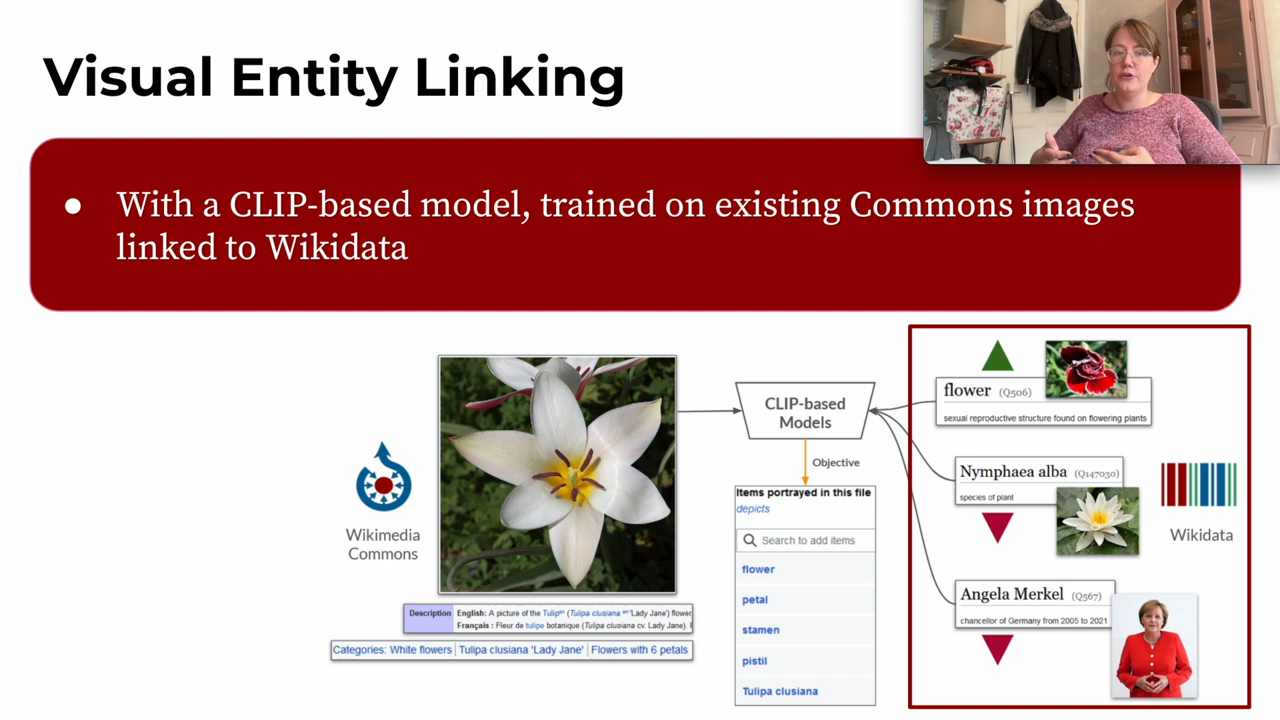 Visual Entity Linking
● With a CLIP-based model, trained on existing Commons images
linked to Wikidata
Wikimedia
Commons
Description English: A picture of the Tulip en (Tulipa clusiana en 'Lady Jane') flower,
Français : Fleur de tulipe botanique (Tulipa clusiana cv. Lady Jane).
Categories: White flowers | Tulipa clusiana 'Lady Jane' | Flowers with 6 petals
CLIP-based
Models
Objective
Items portrayed in this file
depicts
Search to add items
flower
petal
stamen
pistil
Tulipa clusiana
flower (Q506)
sexual reproductive structure found on flowering plants
Nymphaea alba (Q147030)
species of plant
Angela Merkel (Q567)
chancellor of Germany from 2005 to 2021
Wikidata